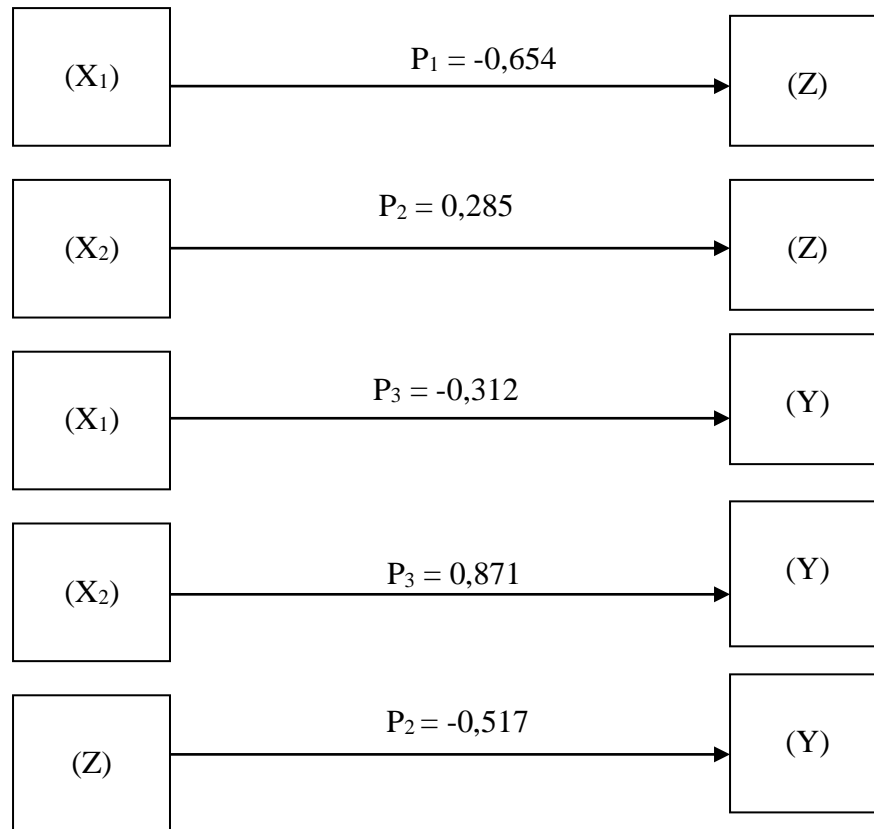 (X₁) P₁ = -0,654 (Z)
(X₂) P₂ = 0,285 (Z)
(X₁) P₃ = -0,312 (Y)
(X₂) P₃ = 0,871 (Y)
(Z) P₂ = -0,517 (Y)